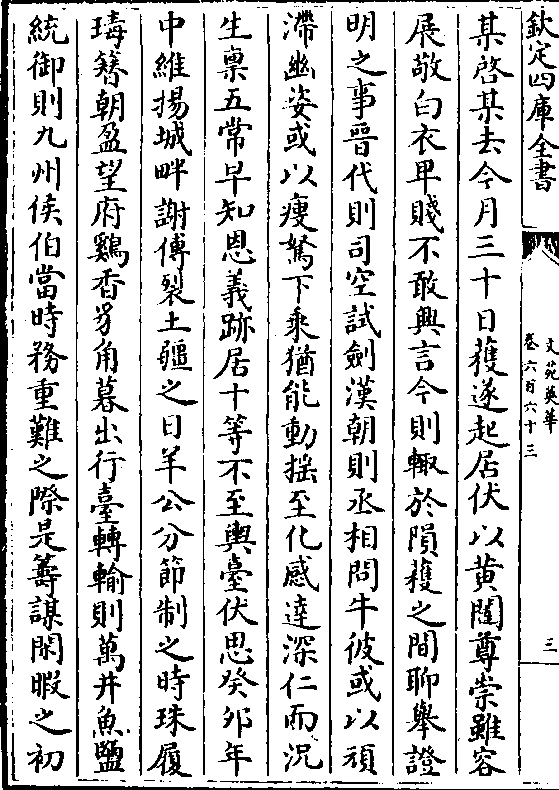 欽定四庫全書
文苑英華
卷六百六十三
三
某啓某去今月三十日獲遂起居伏以黄閣尊崇雖容
展敬白衣卑賤不敢興言今則輙於隕穫之間聊舉證
明之事晉代則司空試劍漢朝則丞相問牛彼或以頑
滯幽姿或以瘦駑下乘猶能動揺至化感達深仁而況
生禀五常早知恩義跡居十等不至輿臺伏思癸夘年
中維揚城畔謝傅裂土疆之日羊公分節制之時珠履
瑇簪朝盈望府鷄香豸角暮出行臺轉輸則萬井魚鹽
統御則九州侯伯當時務重難之際是籌謀閑暇之初